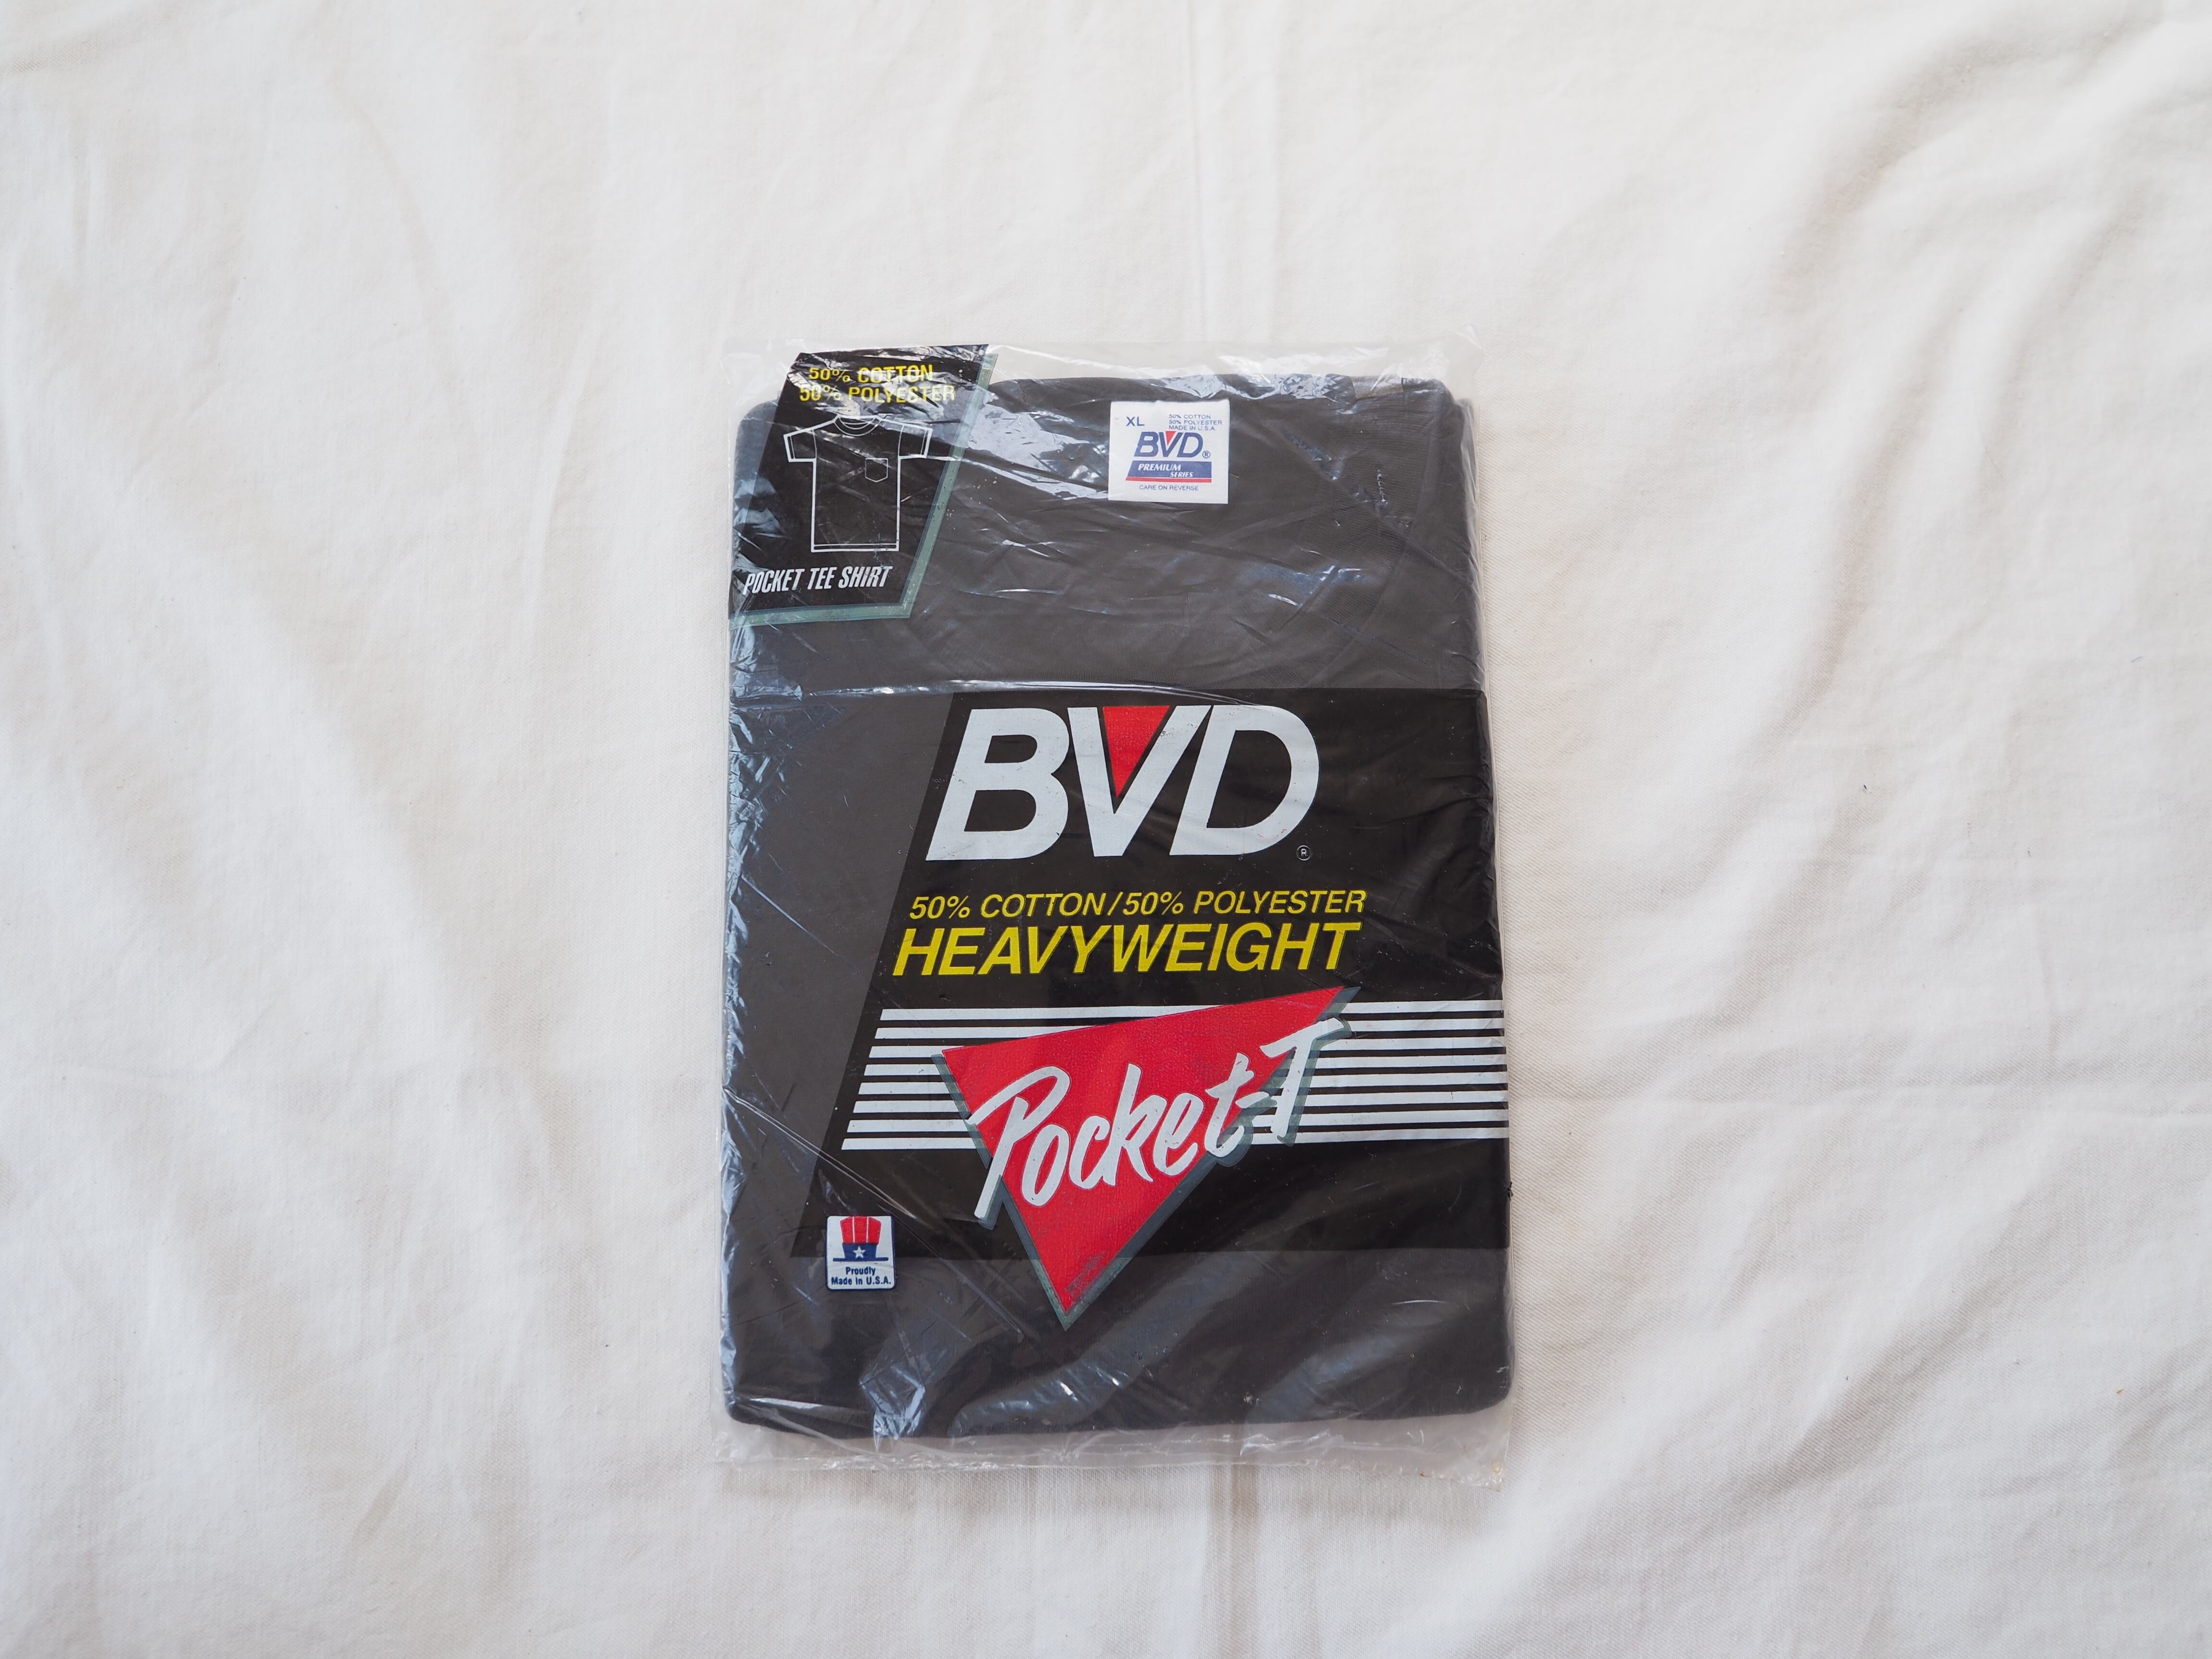 50% COTTON
50% POLYESTER
POCKET TEE SHIRT
XL
50% COTTON
50% POLYESTER
MADE IN U.S.A.
BVD®
PREMIUM
SERIES
CARE ON REVERSE
BVD®
50% COTTON/50% POLYESTER
HEAVYWEIGHT
Pocket-T
Proudly
Made in U.S.A.